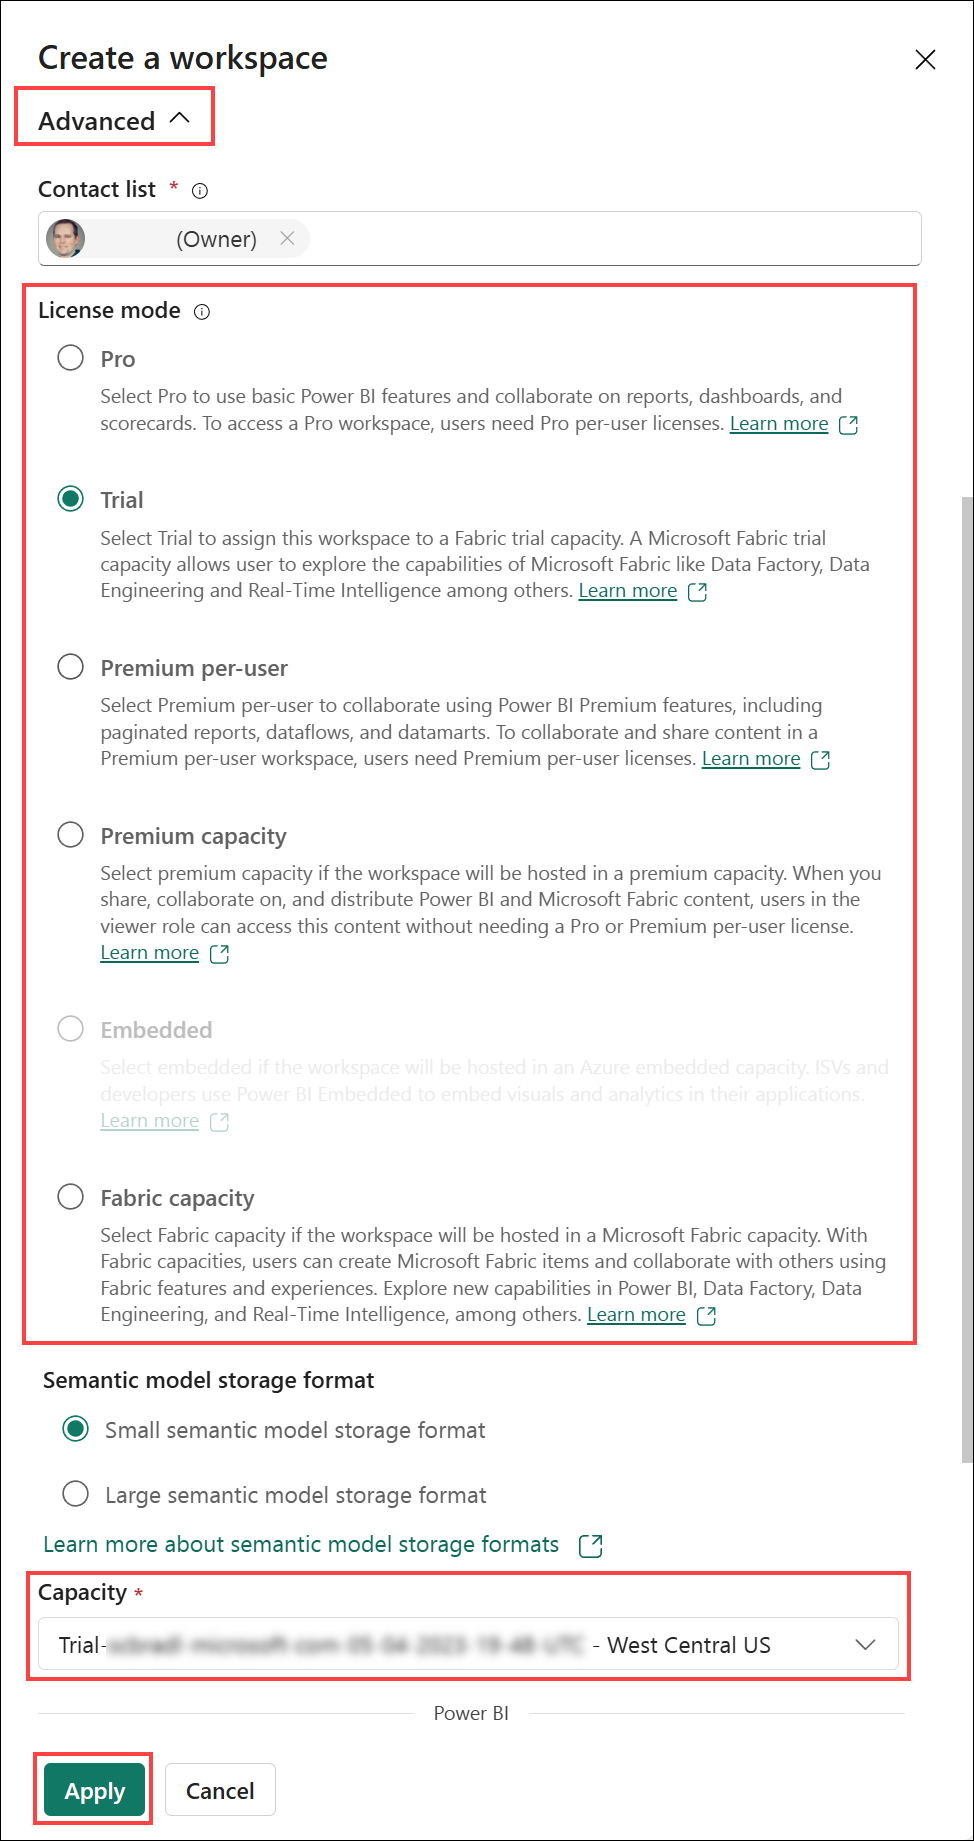 Create a workspace
Advanced
Contact list *
(Owner)
License mode
Pro
Select Pro to use basic Power BI features and collaborate on reports, dashboards, and
scorecards. To access a Pro workspace, users need Pro per-user licenses. Learn more
Trial
Select Trial to assign this workspace to a Fabric trial capacity. A Microsoft Fabric trial
capacity allows user to explore the capabilities of Microsoft Fabric like Data Factory, Data
Engineering and Real-Time Intelligence among others. Learn more
Premium per-user
Select Premium per-user to collaborate using Power BI Premium features, including
paginated reports, dataflows, and datamarts. To collaborate and share content in a
Premium per-user workspace, users need Premium per-user licenses. Learn more
Premium capacity
Select premium capacity if the workspace will be hosted in a premium capacity. When you
share, collaborate on, and distribute Power BI and Microsoft Fabric content, users in the
viewer role can access this content without needing a Pro or Premium per-user license.
Learn more
Embedded
Select embedded if the workspace will be hosted in an Azure embedded capacity. ISVs and
developers use Power BI Embedded to embed visuals and analytics in their applications.
Learn more
Fabric capacity
Select Fabric capacity if the workspace will be hosted in a Microsoft Fabric capacity. With
Fabric capacities, users can create Microsoft Fabric items and collaborate with others using
Fabric features and experiences. Explore new capabilities in Power BI, Data Factory, Data
Engineering, and Real-Time Intelligence, among others. Learn more
Semantic model storage format
Small semantic model storage format
Large semantic model storage format
Learn more about semantic model storage formats
Capacity *
Trial- - West Central US
Power BI
Apply
Cancel